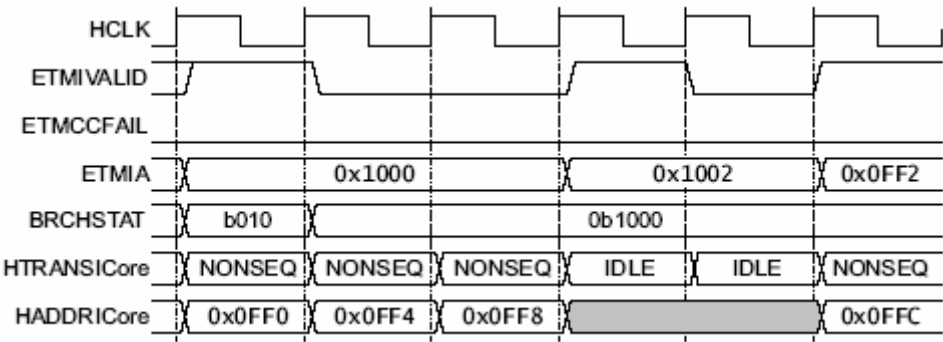 HCLK
ETMIVALID
ETMCCFAIL
ETMIA 0x1000 0x1002 0x0FF2
BRCHSTAT b010 0b1000
HTRANSICore NONSEQ NONSEQ NONSEQ IDLE IDLE NONSEQ
HADDRICore 0x0FF0 0x0FF4 0x0FF8 0x0FFC